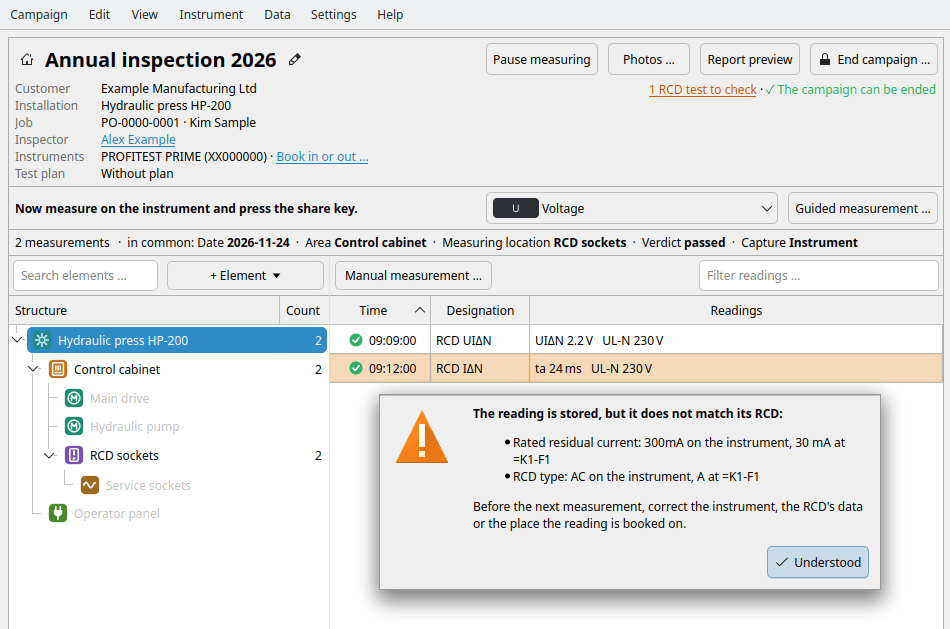 Campaign Edit View Instrument Data Settings Help
Annual inspection 2026
Pause measuring Photos ... Report preview End campaign ...
Customer Example Manufacturing Ltd
1 RCD test to check · ✓ The campaign can be ended
Installation Hydraulic press HP-200
Job PO-0000-0001 · Kim Sample
Inspector Alex Example
Instruments PROFITEST PRIME (XX000000) · Book in or out ...
Test plan Without plan
Now measure on the instrument and press the share key.
U Voltage Guided measurement ...
2 measurements · in common: Date 2026-11-24 · Area Control cabinet · Measuring location RCD sockets · Verdict passed · Capture Instrument
Search elements ... + Element Manual measurement ... Filter readings ...
Structure Count Time Designation Readings
Hydraulic press HP-200 2 09:09:00 RCD UIΔN UIΔN 2.2 V UL-N 230 V
Control cabinet 2 09:12:00 RCD IΔN ta 24 ms UL-N 230 V
Main drive
Hydraulic pump
RCD sockets 2
Service sockets
Operator panel
The reading is stored, but it does not match its RCD:
• Rated residual current: 300mA on the instrument, 30 mA at
=K1-F1
• RCD type: AC on the instrument, A at =K1-F1
Before the next measurement, correct the instrument, the RCD's data
or the place the reading is booked on.
Understood